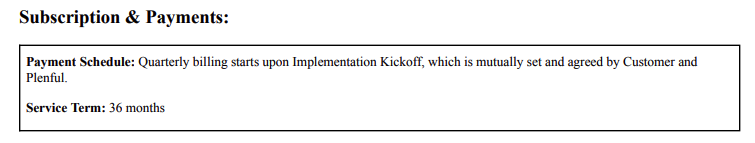 Subscription & Payments:
Payment Schedule: Quarterly billing starts upon Implementation Kickoff, which is mutually set and agreed by Customer and
Plenful.
Service Term: 36 months